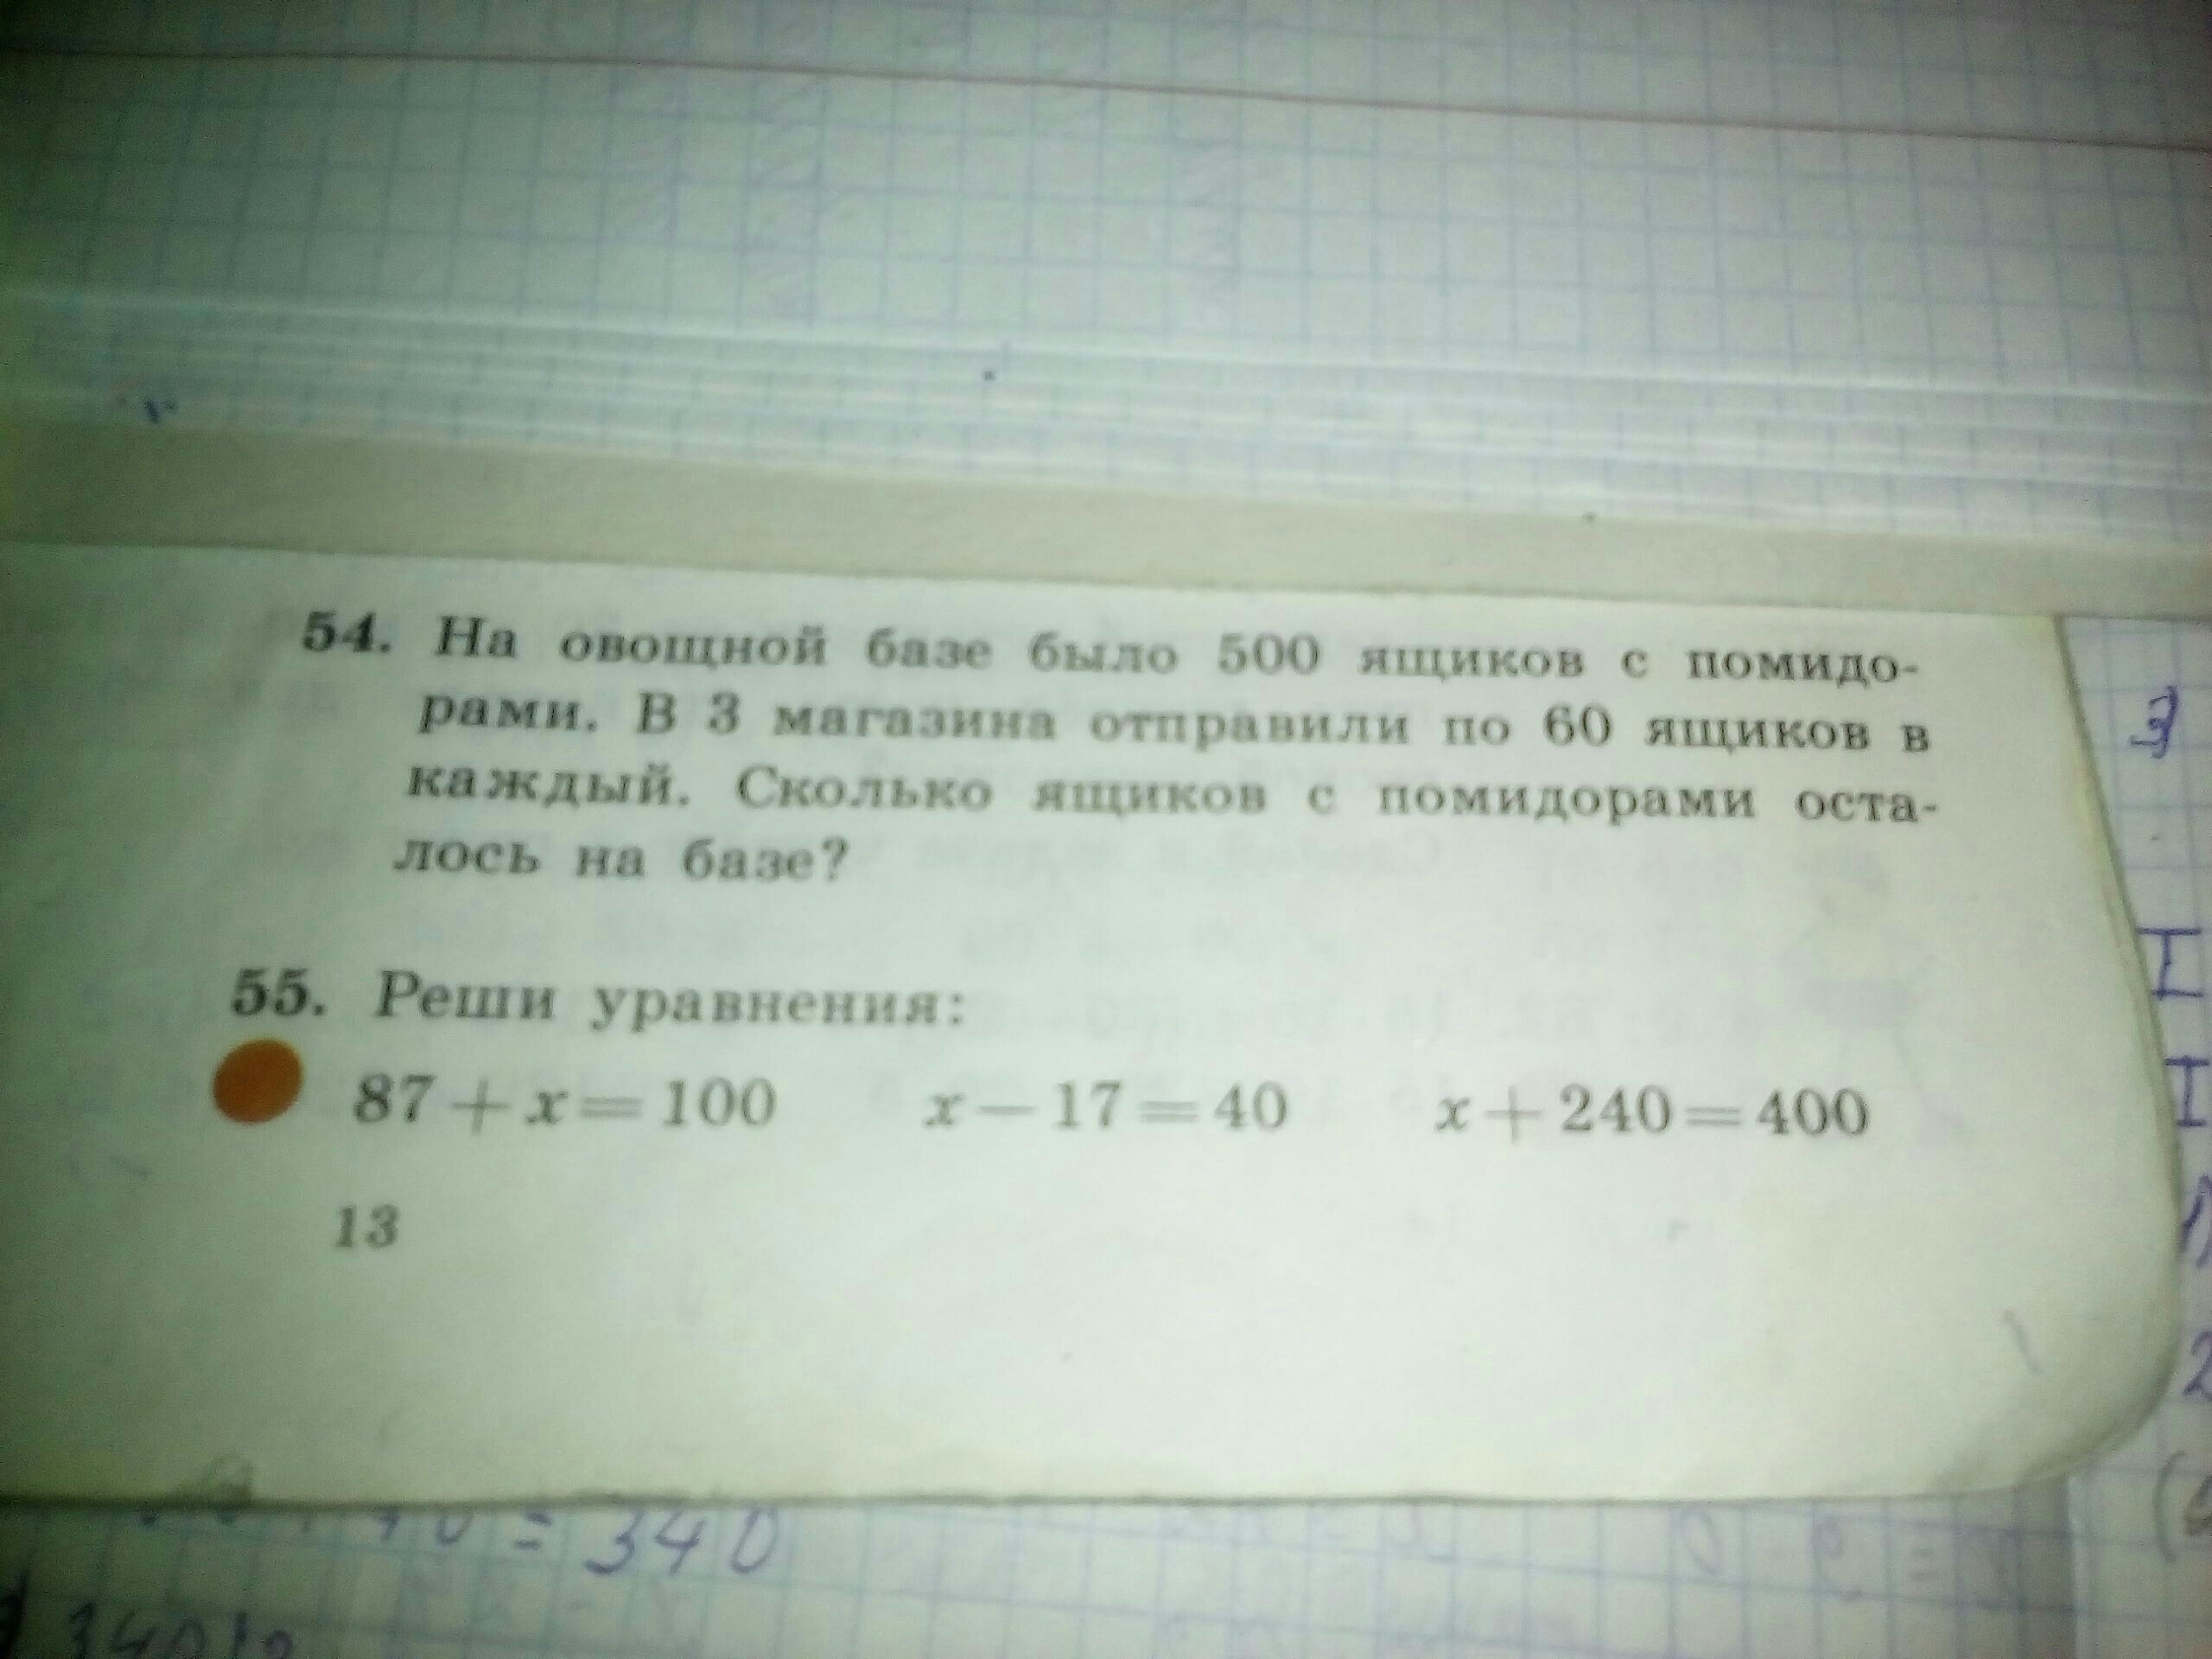 54. На овощной базе было 500 ящиков с помидо-
рами. В 3 магазина отправили по 60 ящиков в
каждый. Сколько ящиков с помидорами оста-
лось на базе?
55. Реши уравнения:
87 + x = 100 x − 17 = 40 x + 240 = 400
13
= 340